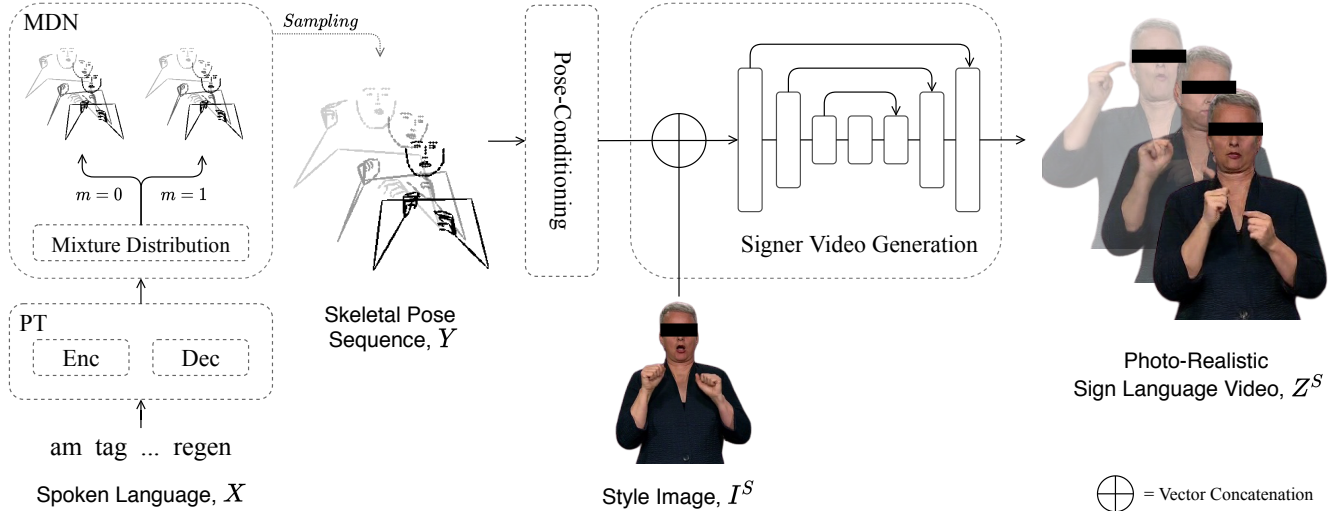 MDN
Sampling
m = 0
m = 1
Mixture Distribution
PT
Enc
Dec
am tag ... regen
Spoken Language, X
Skeletal Pose
Sequence, Y
Pose-Conditioning
Signer Video Generation
Style Image, I^S
Photo-Realistic
Sign Language Video, Z^S
= Vector Concatenation